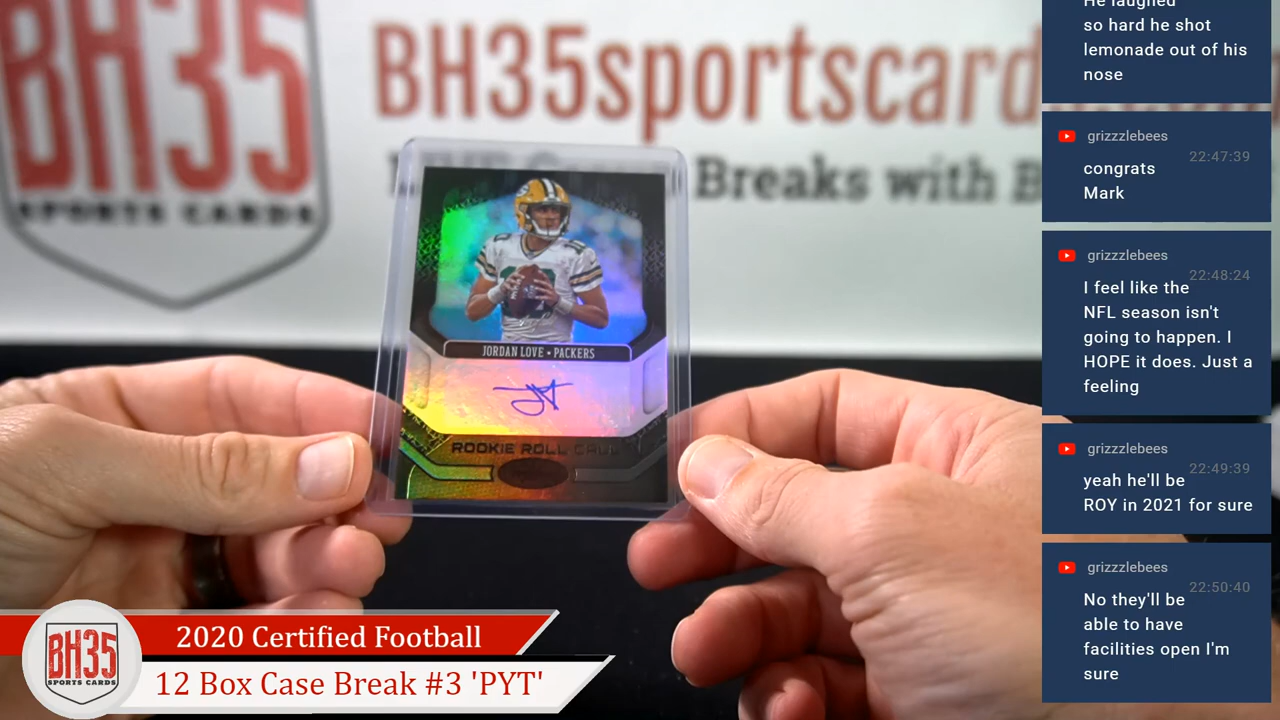 BH35
SPORTS CARDS
BH35sportscards
Breaks with B
JORDAN LOVE • PACKERS
ROOKIE ROLL CALL
2020 Certified Football
12 Box Case Break #3 'PYT'
BH35
SPORTS CARDS
He laughed
so hard he shot
lemonade out of his
nose
grizzzlebees
22:47:39
congrats
Mark
grizzzlebees
22:48:24
I feel like the
NFL season isn't
going to happen. I
HOPE it does. Just a
feeling
grizzzlebees
22:49:39
yeah he'll be
ROY in 2021 for sure
grizzzlebees
22:50:40
No they'll be
able to have
facilities open I'm
sure